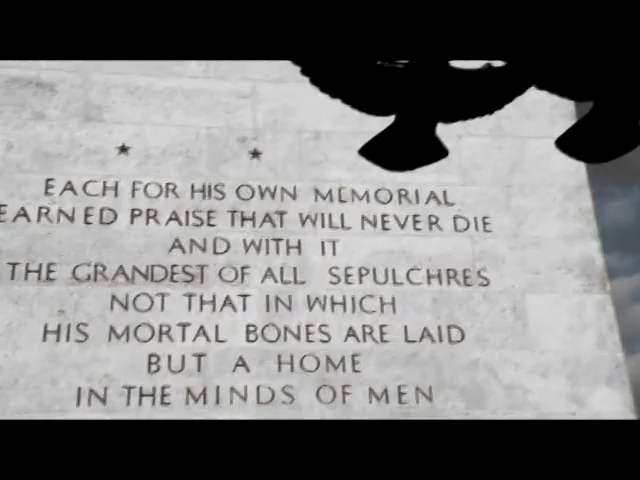 EACH FOR HIS OWN MEMORIAL
EARNED PRAISE THAT WILL NEVER DIE
AND WITH IT
THE GRANDEST OF ALL SEPULCHRES
NOT THAT IN WHICH
HIS MORTAL BONES ARE LAID
BUT A HOME
IN THE MINDS OF MEN